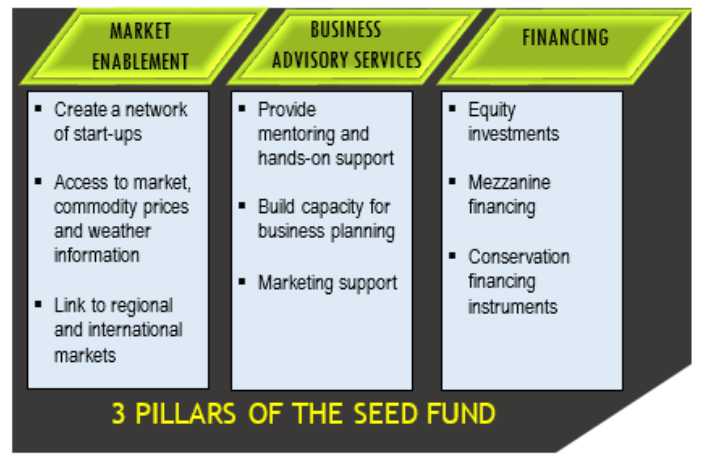 MARKET
ENABLEMENT
▪ Create a network
of start-ups
▪ Access to market,
commodity prices
and weather
information
▪ Link to regional
and international
markets
BUSINESS
ADVISORY SERVICES
▪ Provide
mentoring and
hands-on support
▪ Build capacity for
business planning
▪ Marketing support
FINANCING
▪ Equity
investments
▪ Mezzanine
financing
▪ Conservation
financing
instruments
3 PILLARS OF THE SEED FUND